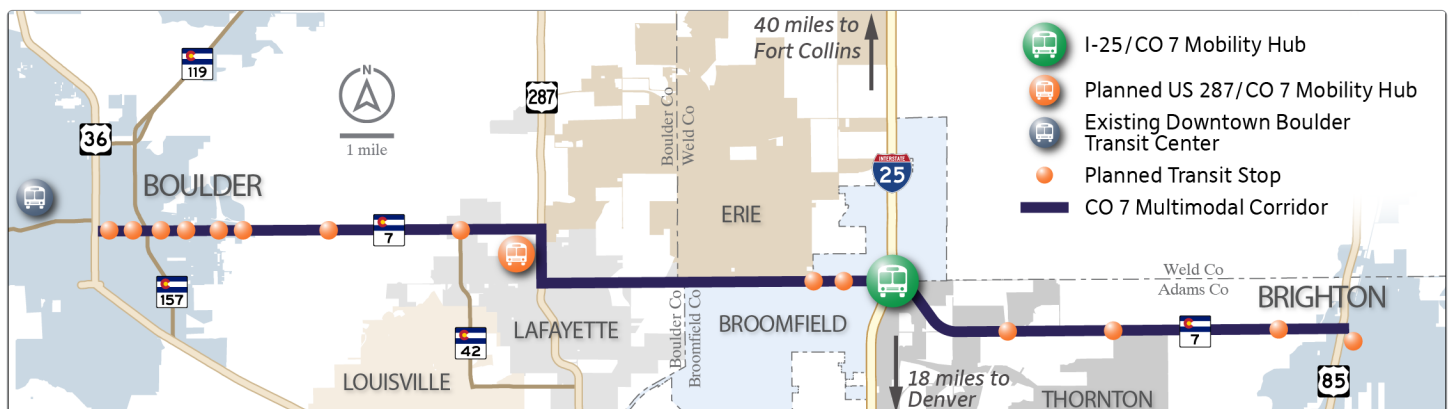 40 miles to
Fort Collins
I-25/CO 7 Mobility Hub
Planned US 287/CO 7 Mobility Hub
Existing Downtown Boulder
Transit Center
Planned Transit Stop
CO 7 Multimodal Corridor
119
N
1 mile
287
36
Boulder Co
Weld Co
INTERSTATE
25
BOULDER
ERIE
7
157
Weld Co
Adams Co
BRIGHTON
LAFAYETTE
BROOMFIELD
Boulder Co
Broomfield Co
7
42
LOUISVILLE
18 miles to
Denver
THORNTON
85